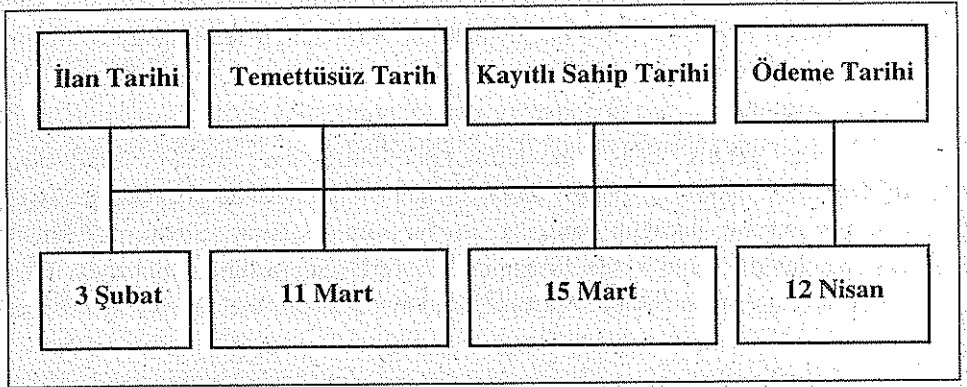 İlan Tarihi
Temettüsüz Tarih
Kayıtlı Sahip Tarihi
Ödeme Tarihi
3 Şubat
11 Mart
15 Mart
12 Nisan